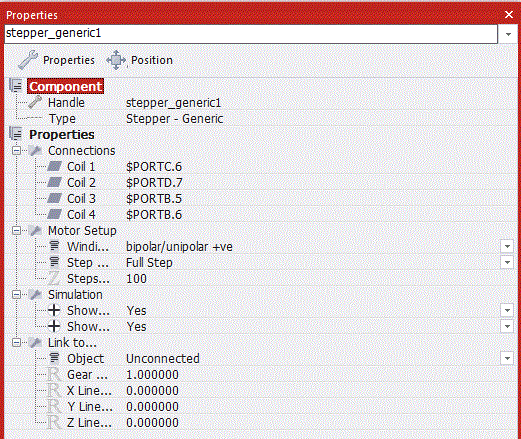 Properties
stepper_generic1
Properties Position
Component
Handle stepper_generic1
Type Stepper - Generic
Properties
Connections
Coil 1 $PORTC.6
Coil 2 $PORTD.7
Coil 3 $PORTB.5
Coil 4 $PORTB.6
Motor Setup
Windi... bipolar/unipolar +ve
Step ... Full Step
Steps... 100
Simulation
Show... Yes
Show... Yes
Link to...
Object Unconnected
Gear ... 1.000000
X Line... 0.000000
Y Line... 0.000000
Z Line... 0.000000